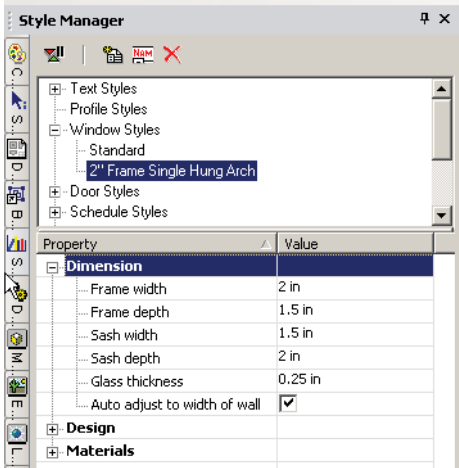 Style Manager
NAM
Text Styles
Profile Styles
Window Styles
Standard
2" Frame Single Hung Arch
Door Styles
Schedule Styles
Property Value
Dimension
Frame width 2 in
Frame depth 1.5 in
Sash width 1.5 in
Sash depth 2 in
Glass thickness 0.25 in
Auto adjust to width of wall
Design
Materials
C...
S...
D...
B...
S...
D...
M...
E...
L...